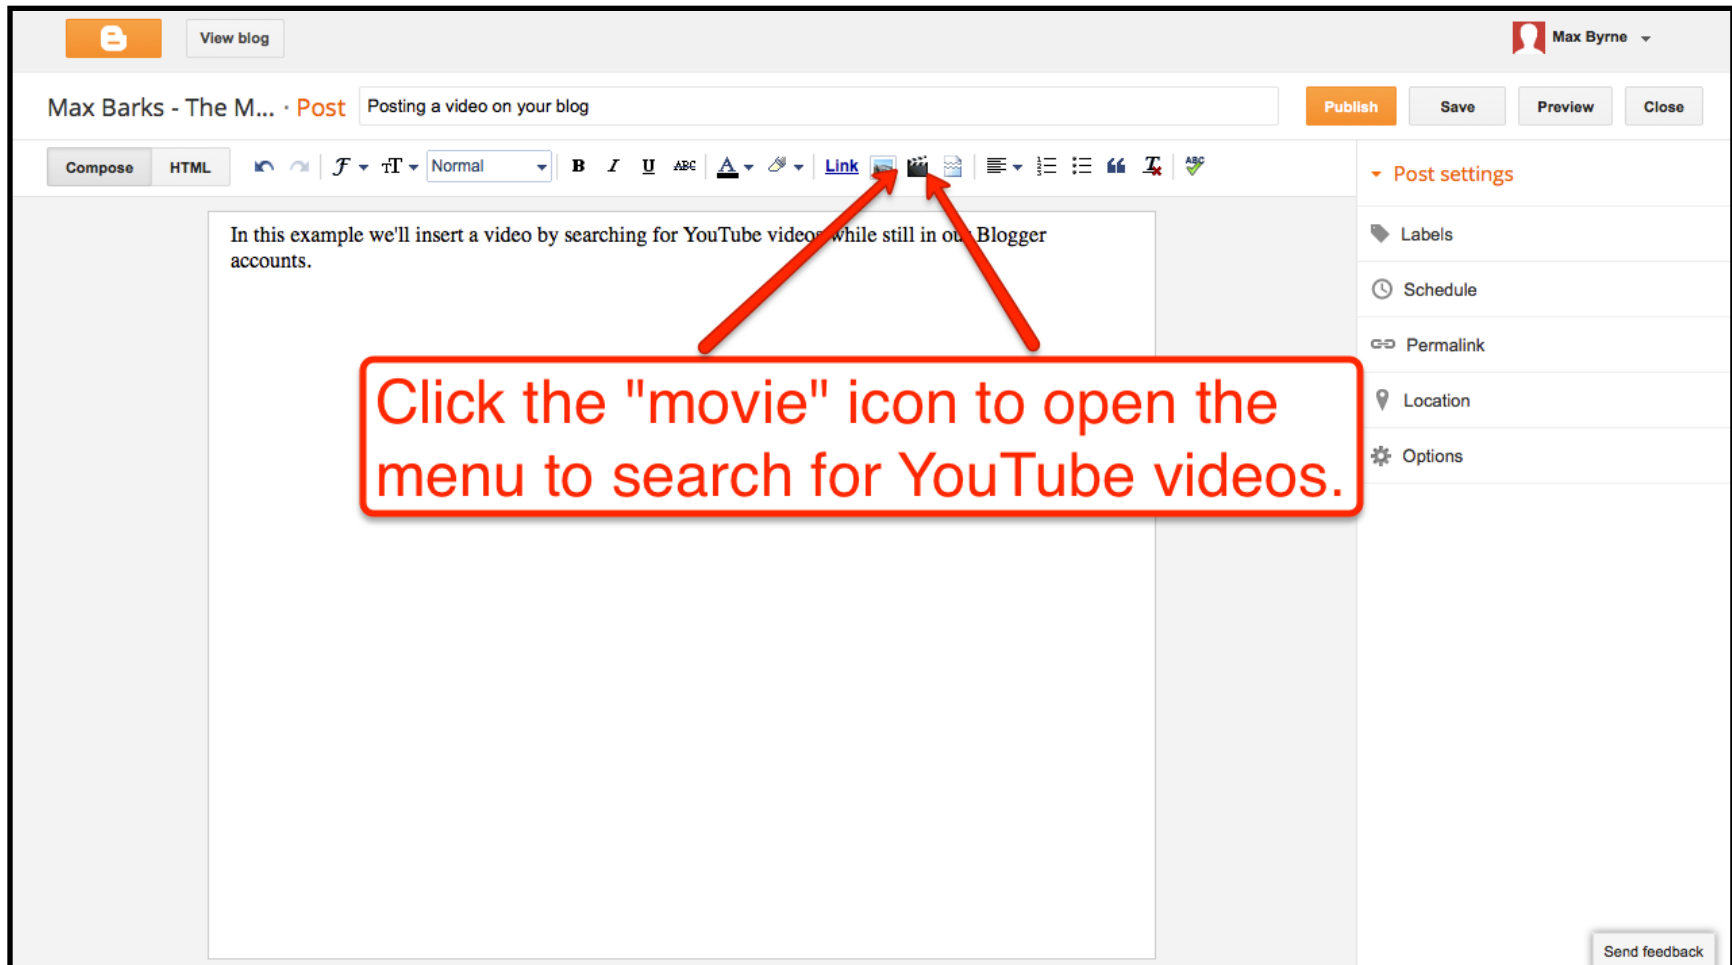 View blog
Max Byrne
Max Barks - The M... · Post
Posting a video on your blog
Publish
Save
Preview
Close
Compose
HTML
Normal
B I U ABC A Link ABC
Post settings
In this example we'll insert a video by searching for YouTube videos while still in our Blogger
accounts.
Labels
Schedule
Permalink
Location
Options
Click the "movie" icon to open the
menu to search for YouTube videos.
Send feedback